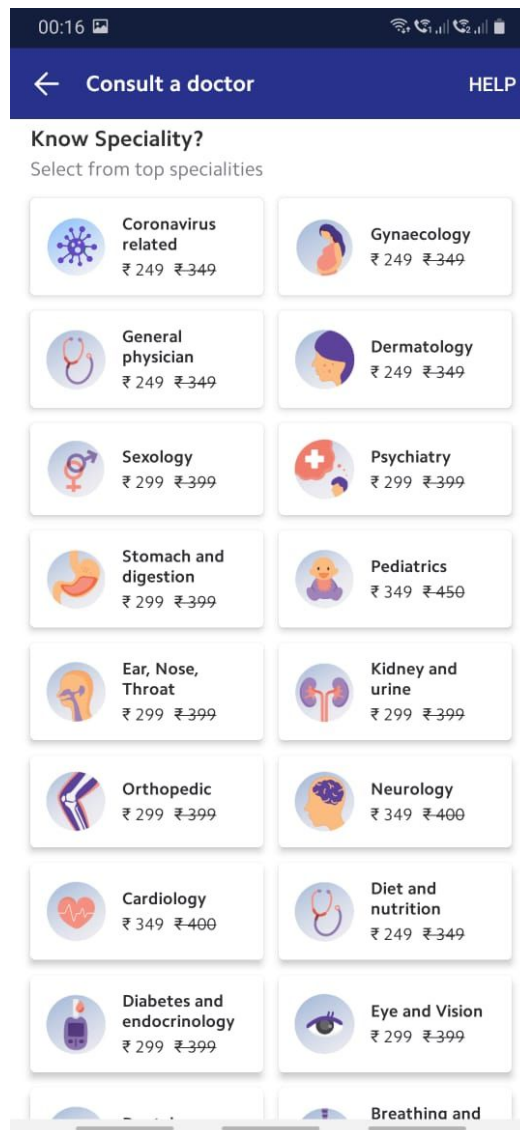 00:16
Consult a doctor
HELP
Know Speciality?
Select from top specialities
Coronavirus
related
₹ 249 ₹ 349
Gynaecology
₹ 249 ₹ 349
General
physician
₹ 249 ₹ 349
Dermatology
₹ 249 ₹ 349
Sexology
₹ 299 ₹ 399
Psychiatry
₹ 299 ₹ 399
Stomach and
digestion
₹ 299 ₹ 399
Pediatrics
₹ 349 ₹ 450
Ear, Nose,
Throat
₹ 299 ₹ 399
Kidney and
urine
₹ 299 ₹ 399
Orthopedic
₹ 299 ₹ 399
Neurology
₹ 349 ₹ 400
Cardiology
₹ 349 ₹ 400
Diet and
nutrition
₹ 249 ₹ 349
Diabetes and
endocrinology
₹ 299 ₹ 399
Eye and Vision
₹ 299 ₹ 399
Breathing and